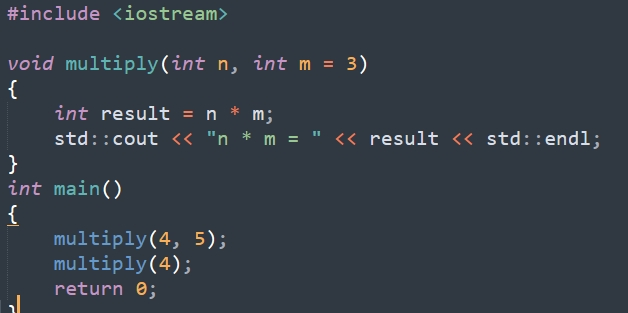 #include <iostream>
void multiply(int n, int m = 3)
{
    int result = n * m;
    std::cout << "n * m = " << result << std::endl;
}
int main()
{
    multiply(4, 5);
    multiply(4);
    return 0;
}